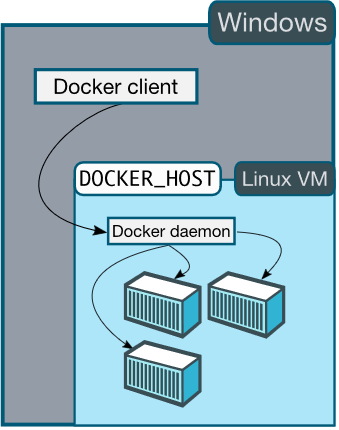 Windows
Docker client
DOCKER_HOST
Linux VM
Docker daemon